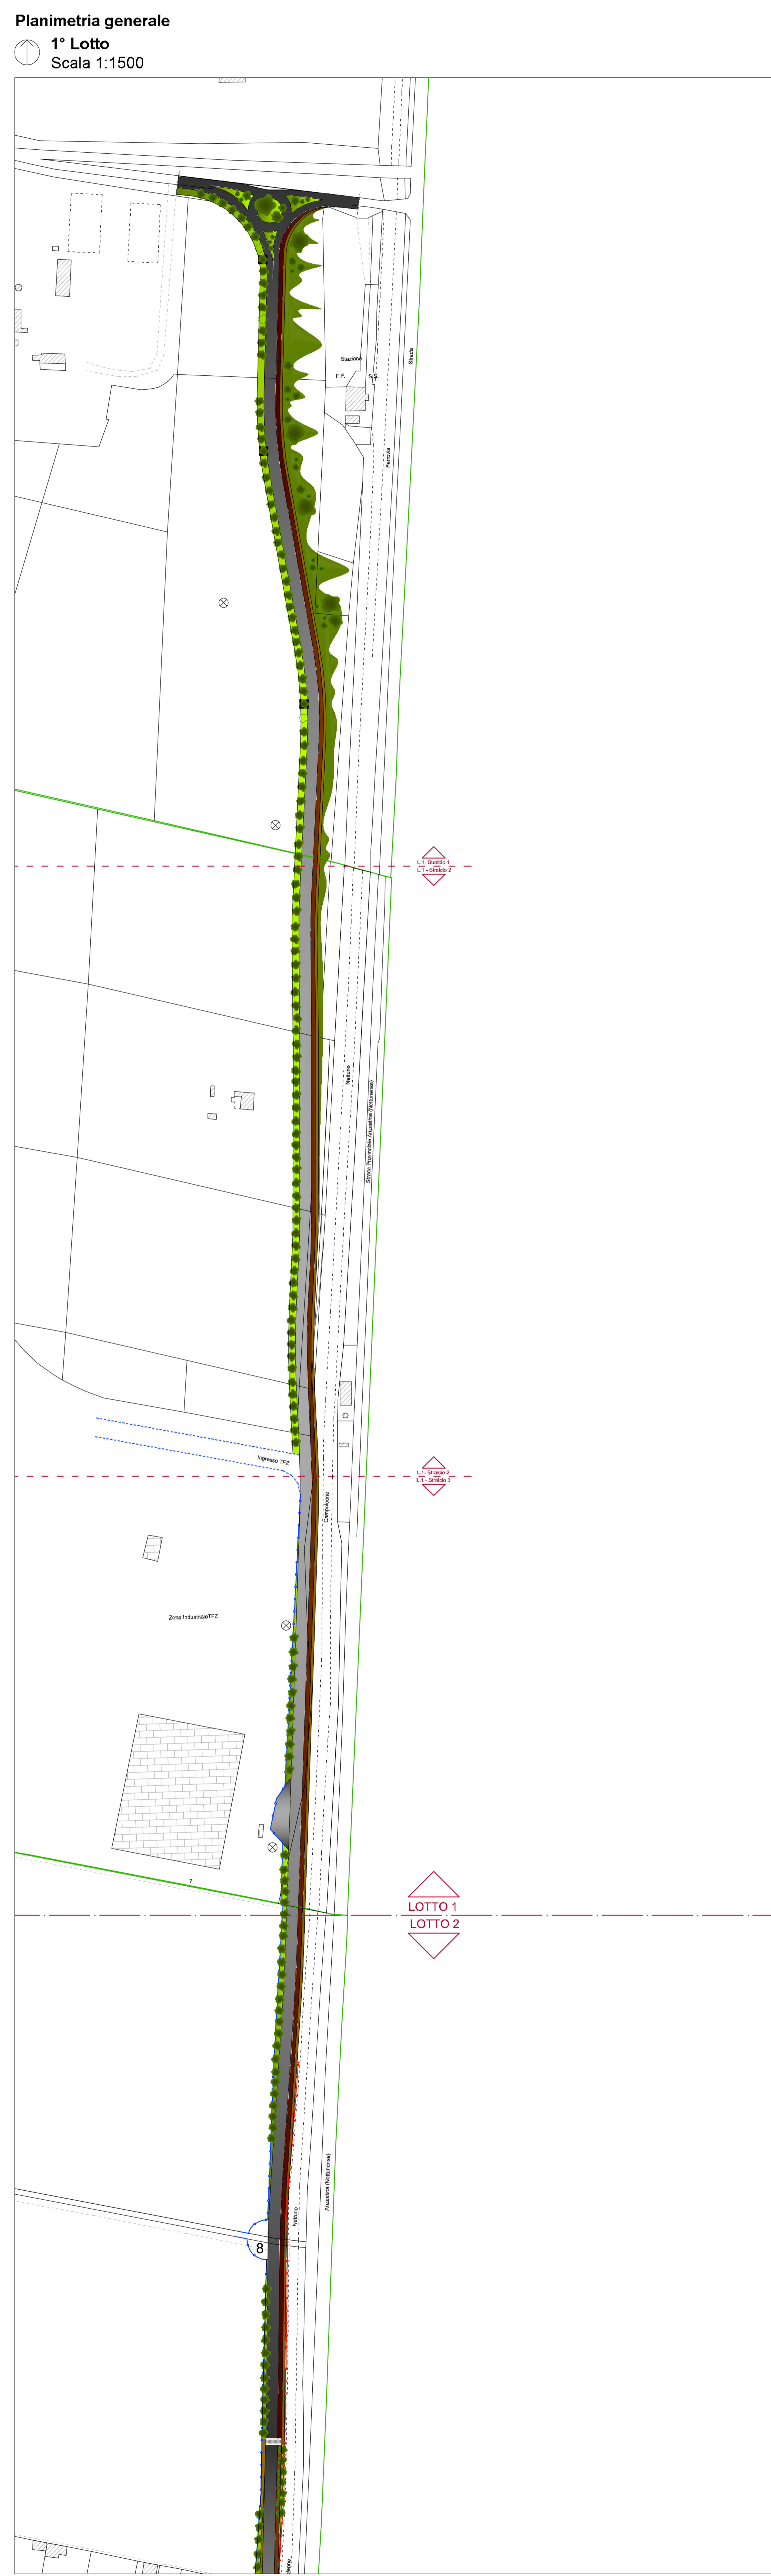 Planimetria generale
1° Lotto
Scala 1:1500
Stazione
F.F.
S.S.
Strada
Ferrovia
L.1- Stralcio 1
L.1 - Stralcio 2
Nettuno
Strada Provinciale Anziatina (Nettunense)
Ingresso TFZ
L.1- Stralcio 2
IL.1 - Stralcio 3
Campoleone
Zona IndustrialeTFZ
7
LOTTO 1
LOTTO 2
Anziatina (Nettunense)
Nettuno
8